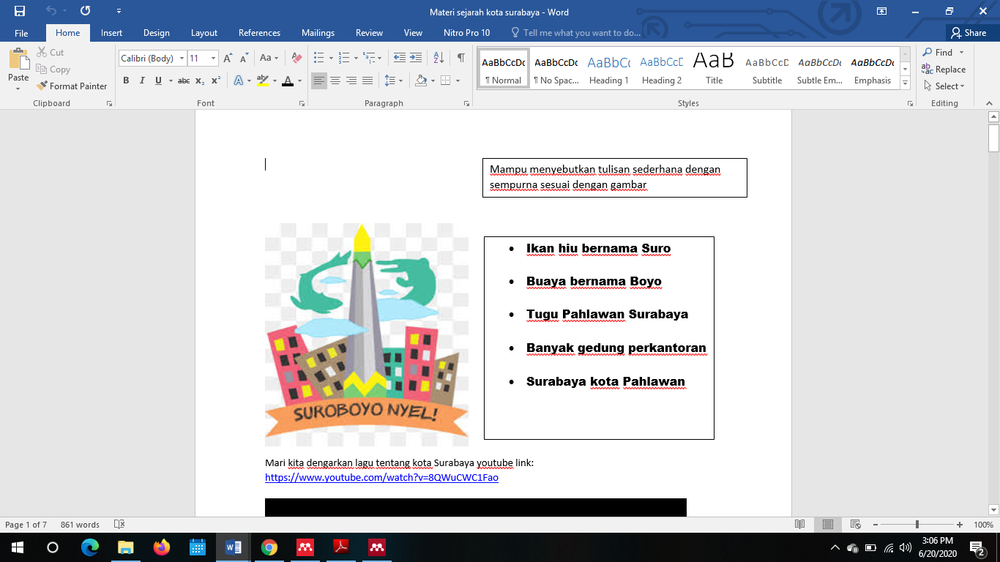 Materi sejarah kota surabaya - Word
File Home Insert Design Layout References Mailings Review View Nitro Pro 10 Tell me what you want to do... Share
Paste
Cut
Copy
Format Painter
Clipboard
Calibri (Body) 11
Font
Paragraph
AaBbCcDc AaBbCcDc AaBbCc AaBbCcD AaB AaBbCcD AaBbCcDc AaBbCcDc
¶ Normal ¶ No Spac... Heading 1 Heading 2 Title Subtitle Subtle Em... Emphasis
Styles
Find
Replace
Select
Editing
Mampu menyebutkan tulisan sederhana dengan
sempurna sesuai dengan gambar
SUROBOYO NYEL!
• Ikan hiu bernama Suro
• Buaya bernama Boyo
• Tugu Pahlawan Surabaya
• Banyak gedung perkantoran
• Surabaya kota Pahlawan
Mari kita dengarkan lagu tentang kota Surabaya youtube link:
https://www.youtube.com/watch?v=8QWuCWC1Fao
Page 1 of 7 861 words 100%
3:06 PM
6/20/2020
2